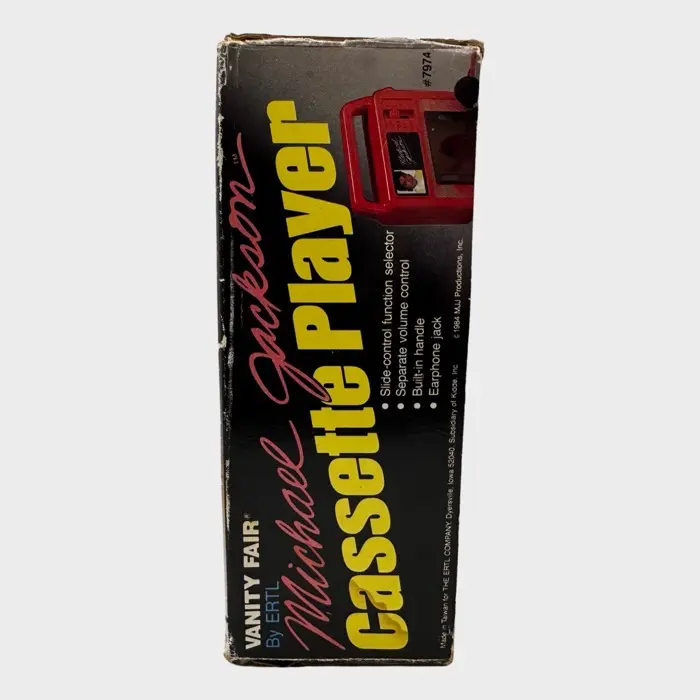 VANITY FAIR®
By ERTL
Michael Jackson™
Cassette Player
• Slide-control function selector
• Separate volume control
• Built-in handle
• Earphone jack
#7974
Made in Taiwan for THE ERTL COMPANY, Dyersville, Iowa 52040, Subsidiary of Kidde, Inc. © 1984 MJJ Productions, Inc.